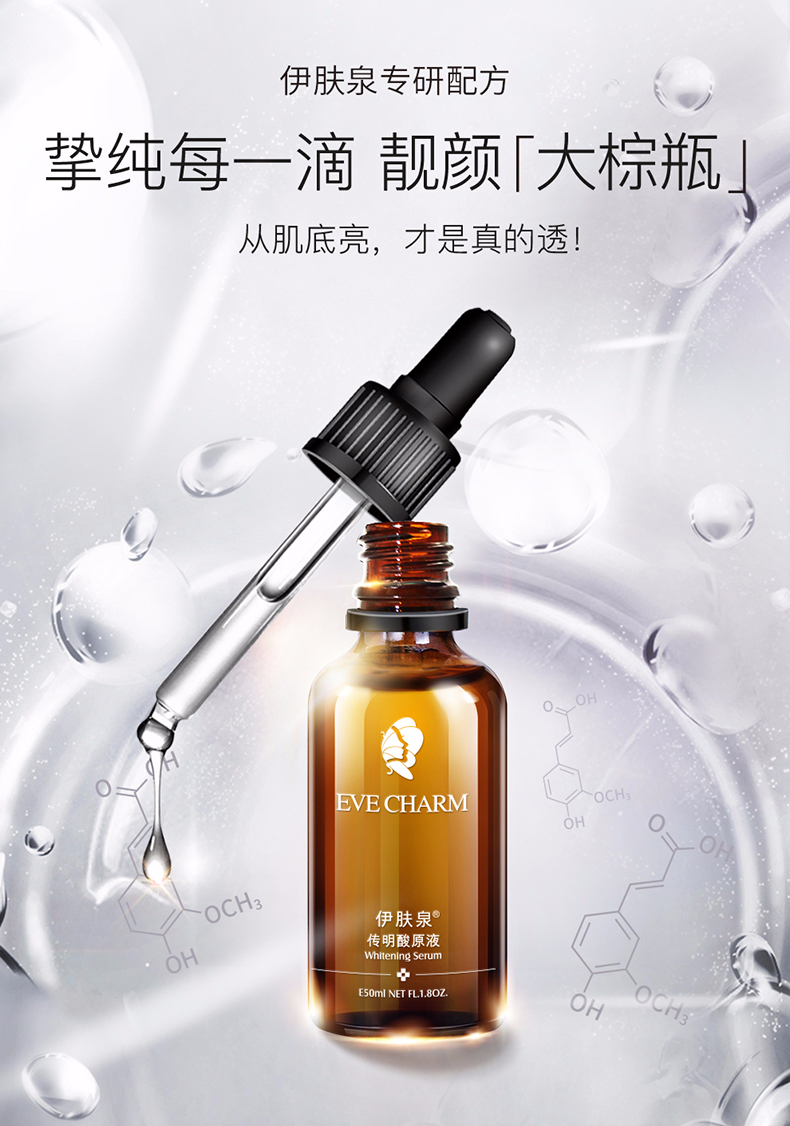 伊肤泉专研配方
挚纯每一滴 靓颜「大棕瓶」
从肌底亮，才是真的透！
EVE CHARM
伊肤泉®
传明酸原液
Whitening Serum
E50ml NET FL.1.8OZ.
O
OH
OCH₃
OH
O
OH
OCH₃
OH
O
OH
OCH₃
OH